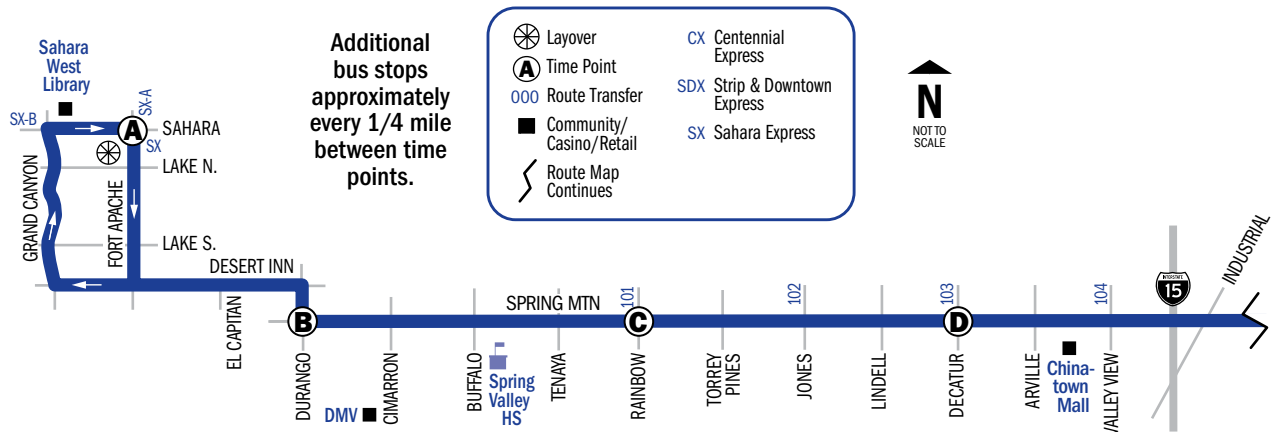 Sahara
West
Library
SX-B
SX-A
A
SAHARA
SX
LAKE N.
GRAND CANYON
FORT APACHE
LAKE S.
DESERT INN
EL CAPITAN
Additional
bus stops
approximately
every 1/4 mile
between time
points.
Layover
A Time Point
000 Route Transfer
Community/
Casino/Retail
Route Map
Continues
CX Centennial
Express
SDX Strip & Downtown
Express
SX Sahara Express
N
NOT TO
SCALE
SPRING MTN
101
102
103
104
INTERSTATE
15
INDUSTRIAL
B
C
D
DURANGO
DMV
CIMARRON
BUFFALO
Spring
Valley
HS
TENAYA
RAINBOW
TORREY
PINES
JONES
LINDELL
DECATUR
ARVILLE
China-
town
Mall
VALLEY VIEW